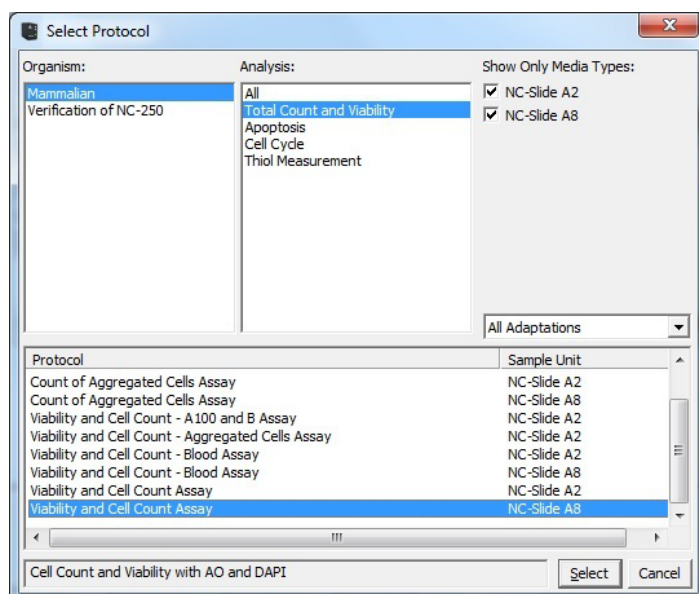 Select Protocol
Organism:
Mammalian
Verification of NC-250
Analysis:
All
Total Count and Viability
Apoptosis
Cell Cycle
Thiol Measurement
Show Only Media Types:
NC-Slide A2
NC-Slide A8
All Adaptations
Protocol Sample Unit
Count of Aggregated Cells Assay NC-Slide A2
Count of Aggregated Cells Assay NC-Slide A8
Viability and Cell Count - A100 and B Assay NC-Slide A2
Viability and Cell Count - Aggregated Cells Assay NC-Slide A2
Viability and Cell Count - Blood Assay NC-Slide A2
Viability and Cell Count - Blood Assay NC-Slide A8
Viability and Cell Count Assay NC-Slide A2
Viability and Cell Count Assay NC-Slide A8
Cell Count and Viability with AO and DAPI Select Cancel